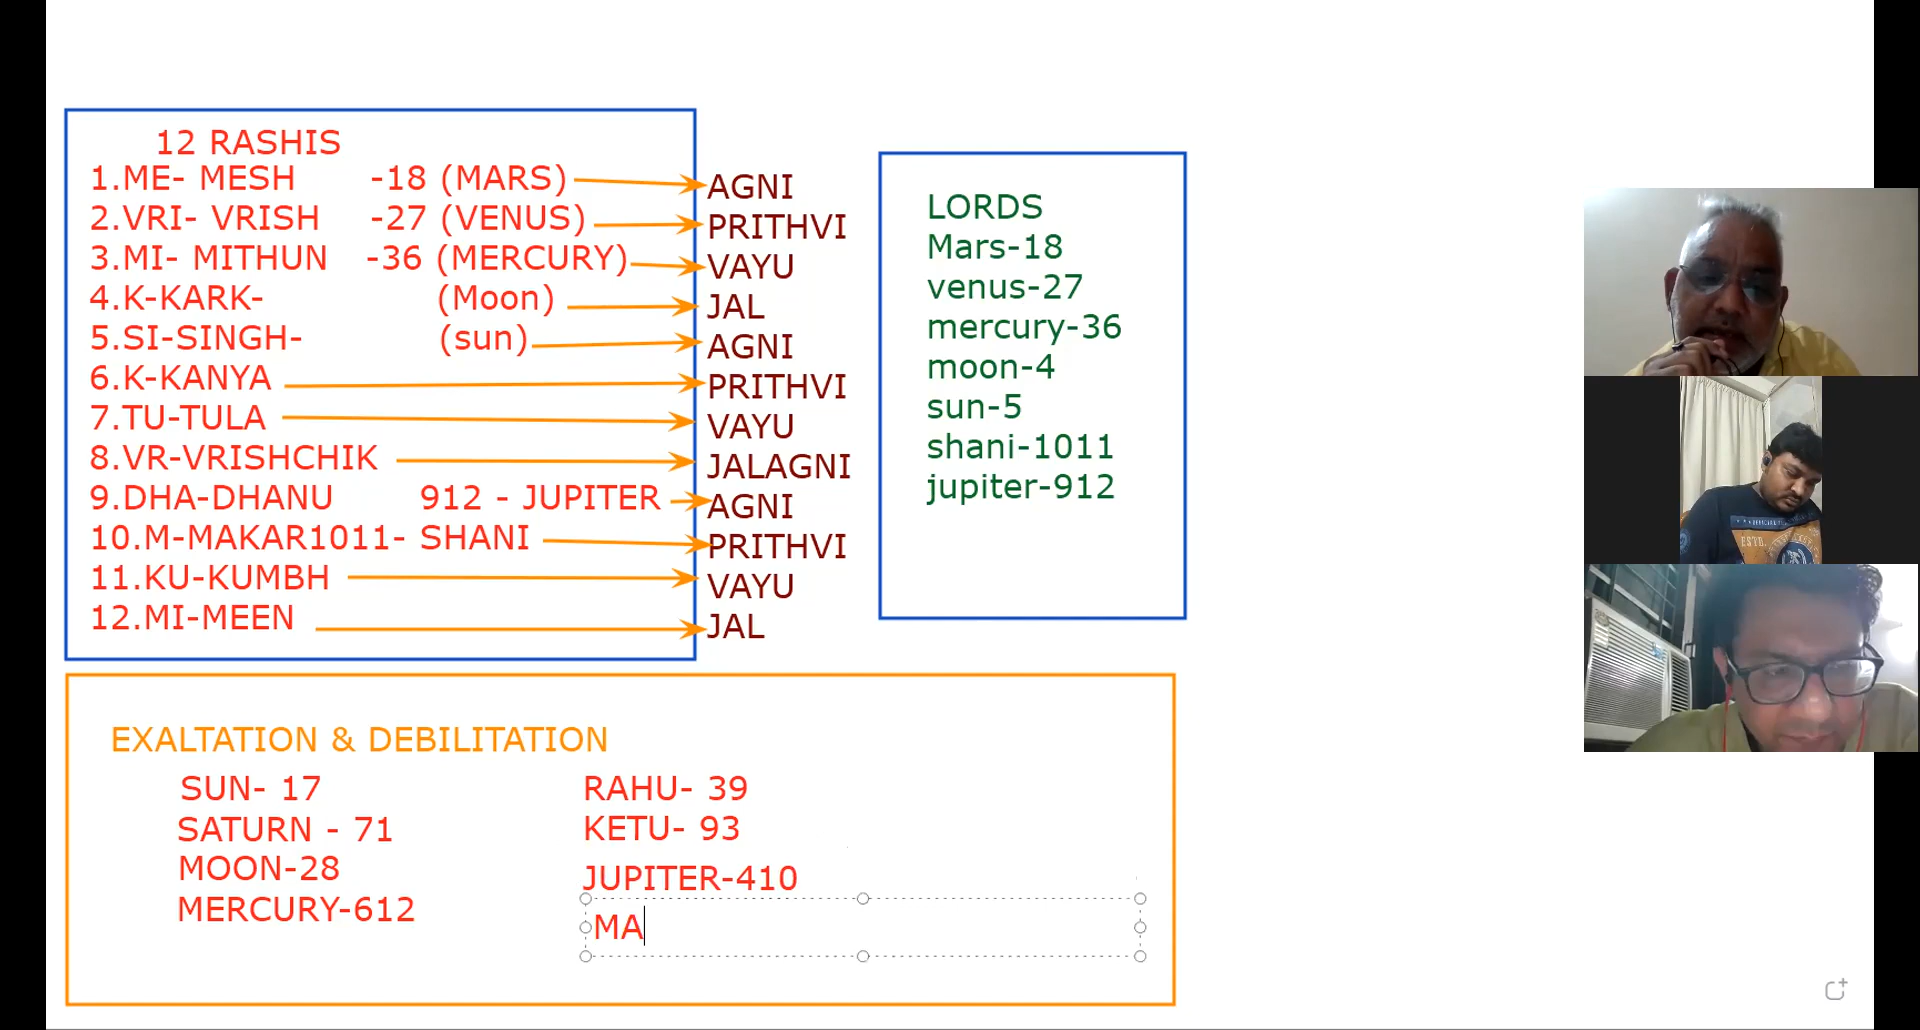 12 RASHIS
1.ME- MESH -18 (MARS) AGNI
2.VRI- VRISH -27 (VENUS) PRITHVI
3.MI- MITHUN -36 (MERCURY) VAYU
4.K-KARK- (Moon) JAL
5.SI-SINGH- (sun) AGNI
6.K-KANYA PRITHVI
7.TU-TULA VAYU
8.VR-VRISHCHIK JALAGNI
9.DHA-DHANU 912 - JUPITER AGNI
10.M-MAKAR1011- SHANI PRITHVI
11.KU-KUMBH VAYU
12.MI-MEEN JAL
LORDS
Mars-18
venus-27
mercury-36
moon-4
sun-5
shani-1011
jupiter-912
EXALTATION & DEBILITATION
SUN- 17
SATURN - 71
MOON-28
MERCURY-612
RAHU- 39
KETU- 93
JUPITER-410
MA
ESTD.